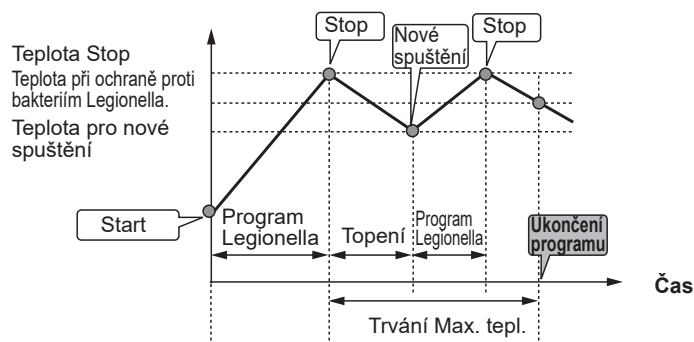 Teplota Stop
Teplota při ochraně proti
bakteriím Legionella.
Teplota pro nové
spuštění
Stop
Nové
spuštění
Stop
Start
Program
Legionella
Topení
Program
Legionella
Ukončení
programu
Čas
Trvání Max. tepl.